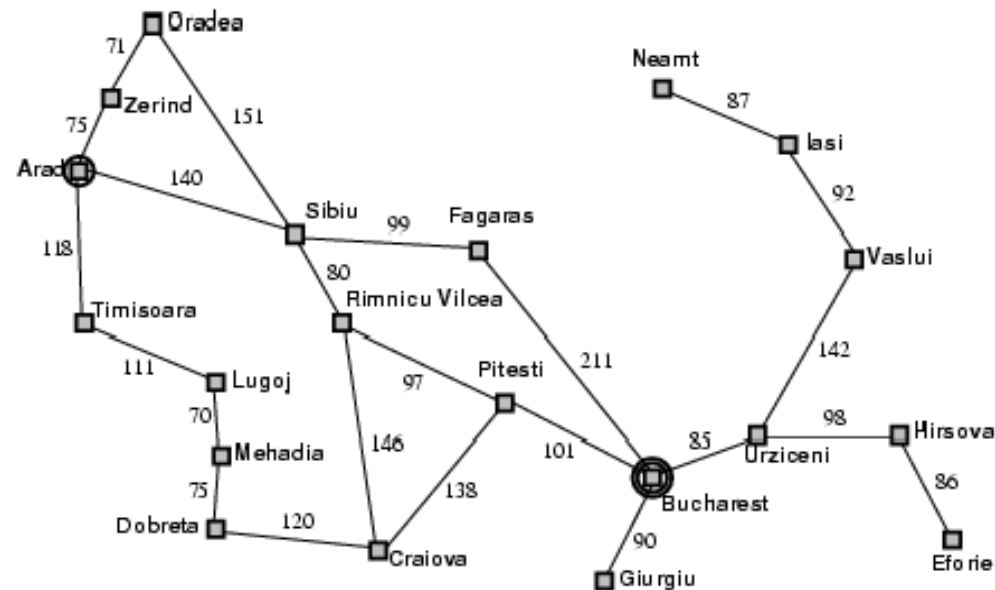 Oradea
71
Neamt
Zerind
87
151
75
Iasi
Arad
140
92
Sibiu
Fagaras
99
118
Vaslui
80
Timisoara
Rimnicu Vilcea
142
111
Pitesti
211
Lugoj
97
70
98
Hirsova
146
101
85
Urziceni
Mehadia
86
75
138
Bucharest
120
Dobreta
90
Craiova
Eforie
Giurgiu